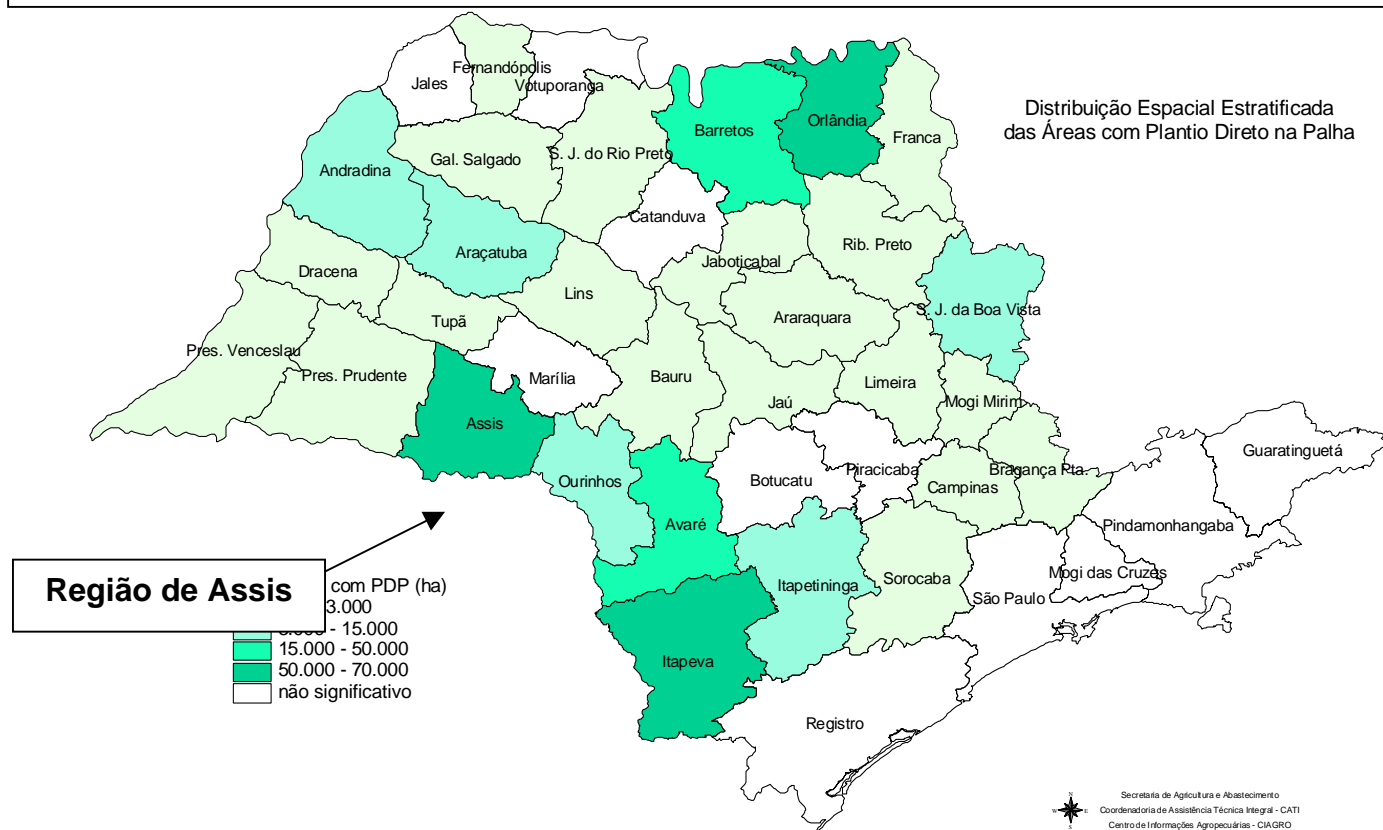 Distribuição Espacial Estratificada
das Áreas com Plantio Direto na Palha
Jales
Fernandópolis
Votuporanga
Barretos
Orlândia
Franca
Andradina
Gal. Salgado
S. J. do Rio Preto
Catanduva
Araçatuba
Rib. Preto
Jaboticabal
Dracena
Lins
Araraquara
S. J. da Boa Vista
Tupã
Pres. Venceslau
Pres. Prudente
Marília
Bauru
Jaú
Limeira
Mogi Mirim
Assis
Guaratinguetá
Ourinhos
Botucatu
Piracicaba
Campinas
Bragança Pta.
Avaré
Pindamonhangaba
Itapetininga
Sorocaba
Mogi das Cruzes
São Paulo
Itapeva
Registro
Região de Assis
com PDP (ha)
3.000
- 15.000
15.000 - 50.000
50.000 - 70.000
não significativo
N
W E
S
Secretaria de Agricultura e Abastecimento
Coordenadoria de Assistência Técnica Integral - CATI
Centro de Informações Agropecuárias - CIAGRO